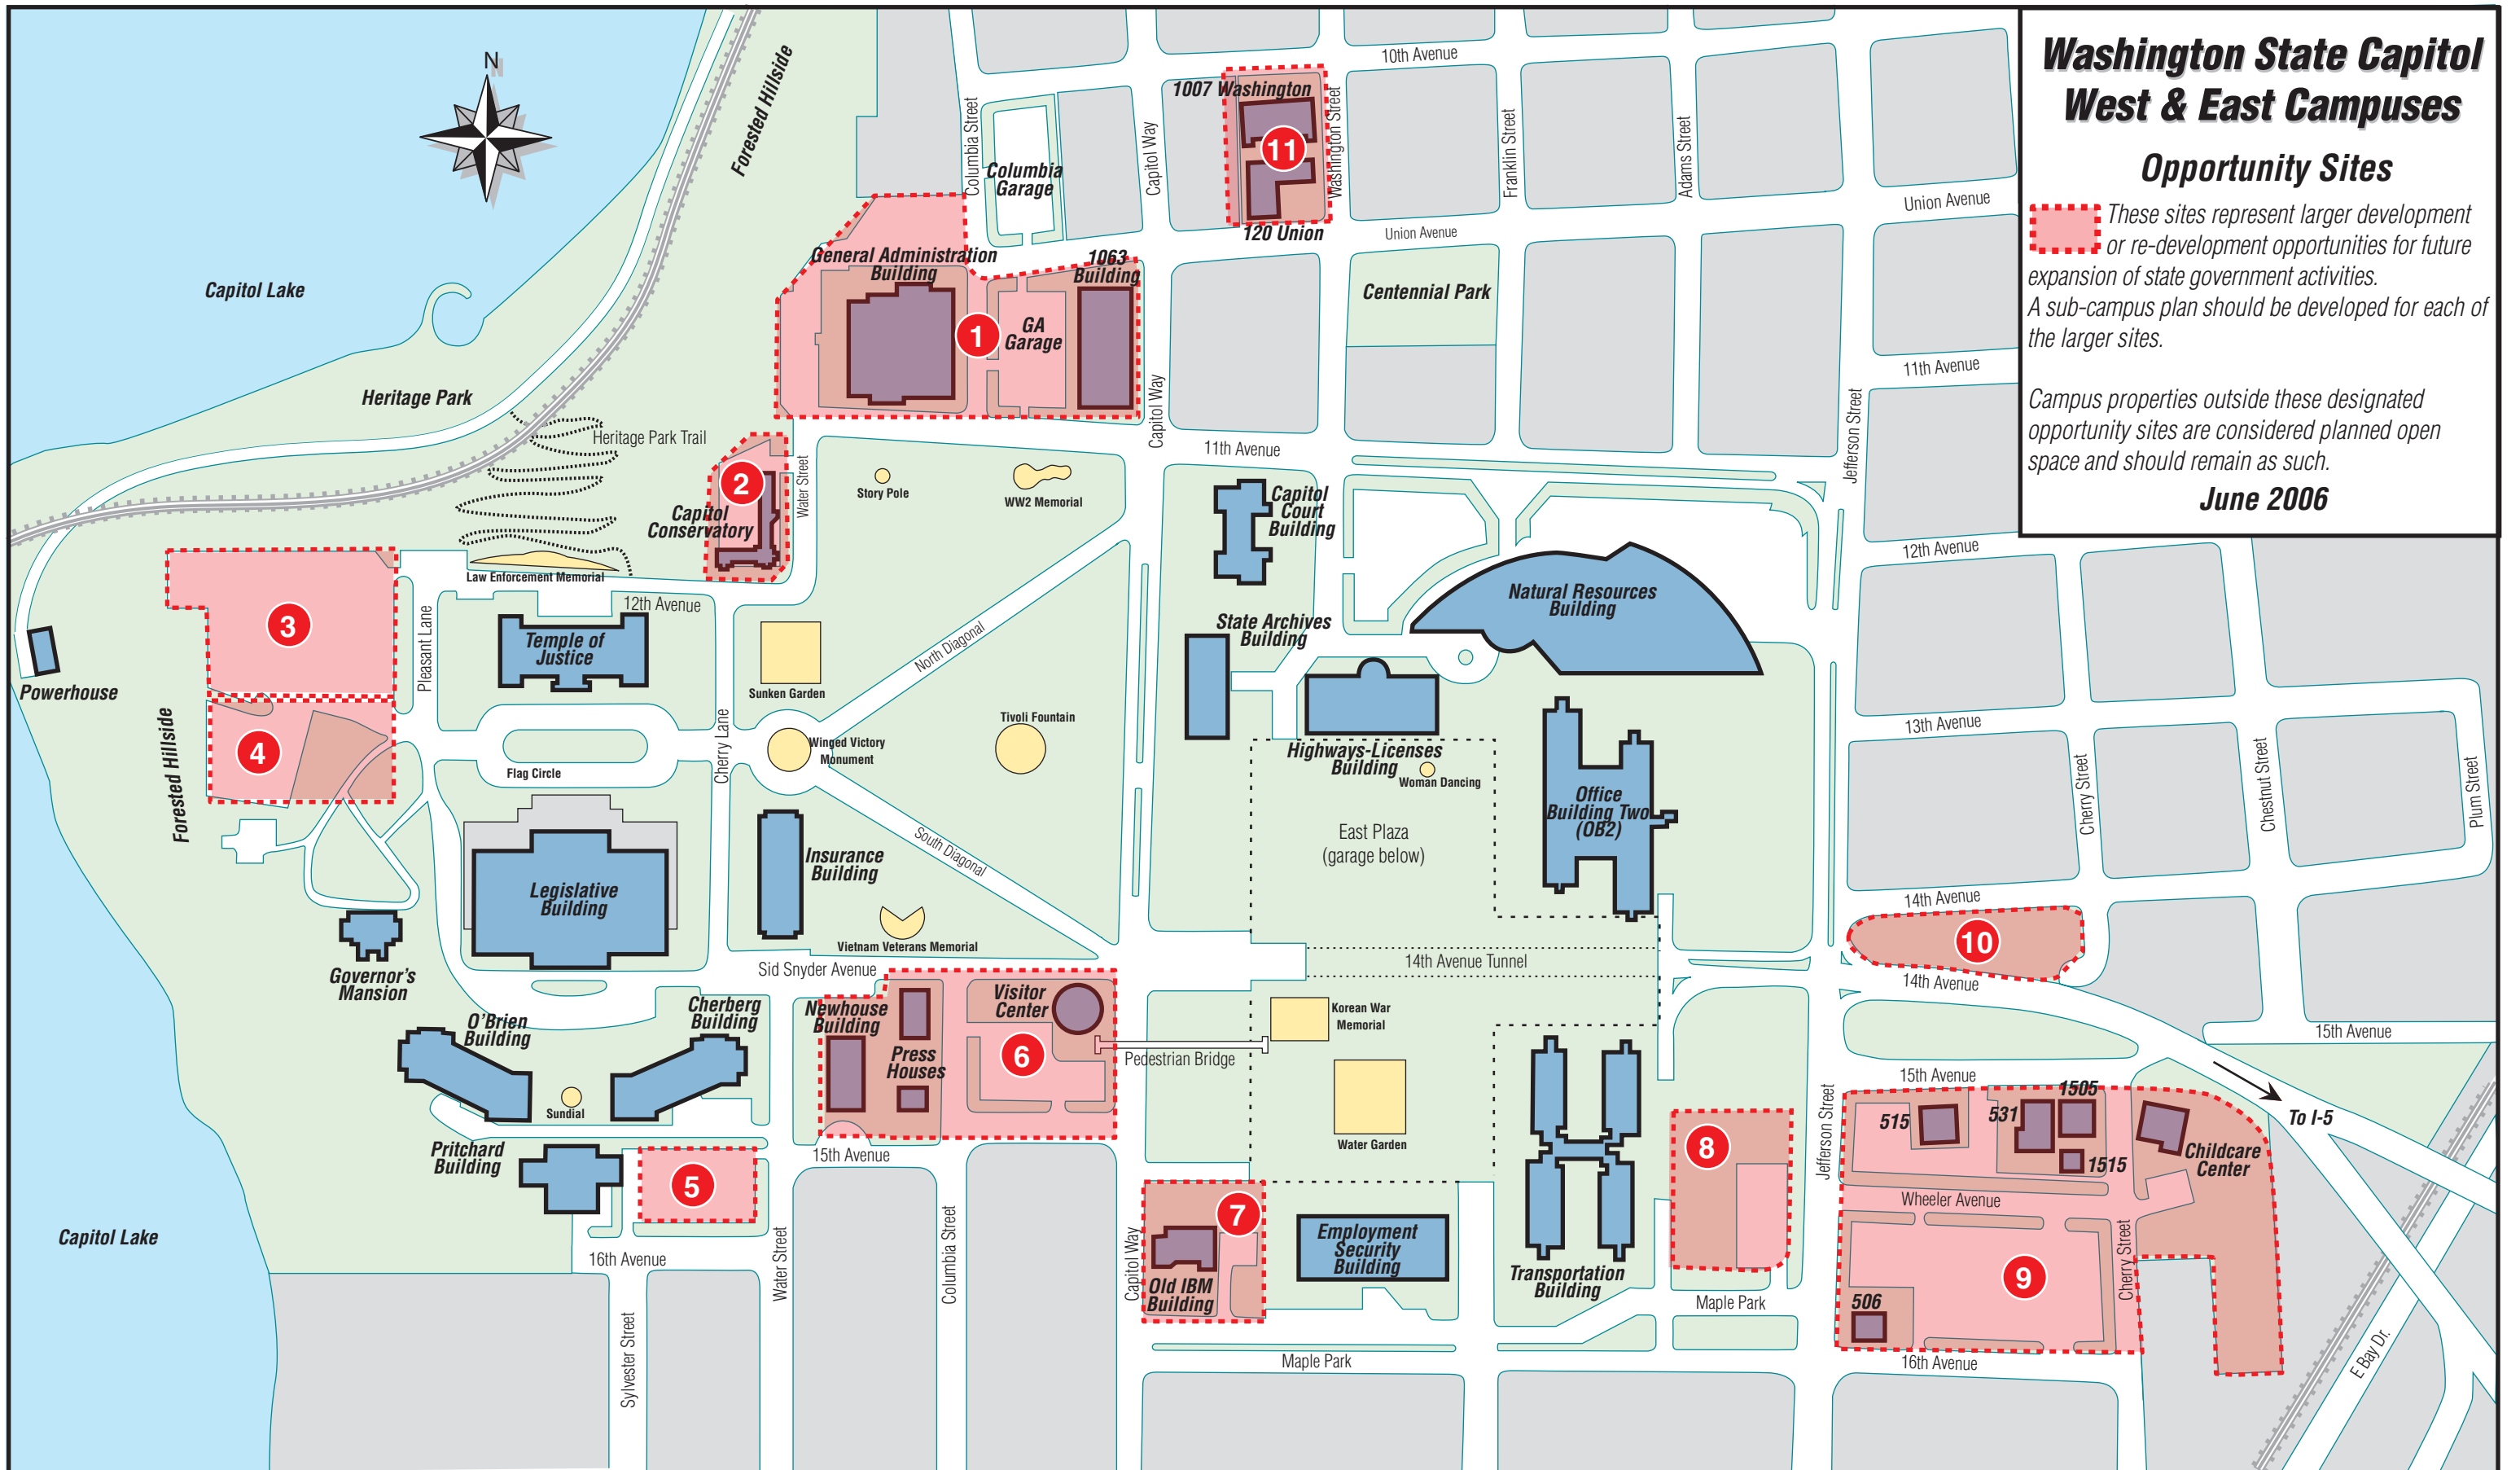 Washington State Capitol
West & East Campuses
Opportunity Sites
These sites represent larger development
or re-development opportunities for future
expansion of state government activities.
A sub-campus plan should be developed for each of
the larger sites.
Campus properties outside these designated
opportunity sites are considered planned open
space and should remain as such.
June 2006
N
Forested Hillside
10th Avenue
1007 Washington
11
120 Union
Columbia Street
Columbia
Garage
Capitol Way
Washington Street
Franklin Street
Adams Street
Union Avenue
Union Avenue
Capitol Lake
General Administration
Building
1063
Building
1
GA
Garage
Centennial Park
11th Avenue
Heritage Park
Heritage Park Trail
Capitol Way
11th Avenue
Jefferson Street
2
Capitol
Conservatory
Water Street
Story Pole
WW2 Memorial
Capitol
Court
Building
12th Avenue
Law Enforcement Memorial
12th Avenue
3
Pleasant Lane
Temple of
Justice
Natural Resources
Building
State Archives
Building
Powerhouse
Sunken Garden
North Diagonal
Forested Hillside
4
Flag Circle
Cherry Lane
Winged Victory
Monument
Tivoli Fountain
Highways-Licenses
Building
Woman Dancing
13th Avenue
Cherry Street
Chestnut Street
Plum Street
Office
Building Two
(OB2)
East Plaza
(garage below)
South Diagonal
Insurance
Building
Legislative
Building
Vietnam Veterans Memorial
14th Avenue
10
14th Avenue
Governor's
Mansion
Sid Snyder Avenue
14th Avenue Tunnel
O'Brien
Building
Cherberg
Building
Newhouse
Building
Press
Houses
Visitor
Center
6
Pedestrian Bridge
Korean War
Memorial
Water Garden
15th Avenue
Sundial
Pritchard
Building
5
15th Avenue
8
Jefferson Street
15th Avenue
515
531
1505
1515
Childcare
Center
To I-5
Wheeler Avenue
Capitol Lake
16th Avenue
Water Street
Columbia Street
Capitol Way
7
Old IBM
Building
Employment
Security
Building
Transportation
Building
Maple Park
9
Cherry Street
506
16th Avenue
Sylvester Street
Maple Park
E Bay Dr.